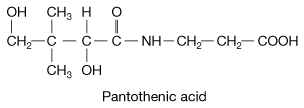 OH CH₃ H O
CH₂—C—C—C—NH—CH₂—CH₂—COOH
CH₃ OH
Pantothenic acid